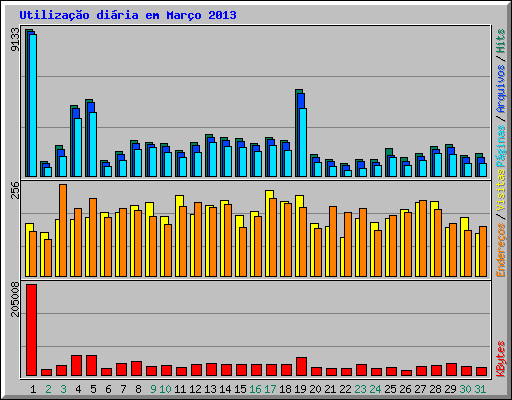 Utilização diária em Março 2013
9133
256
205008
Endereços / Visitas
Páginas / Arquivos / Hits
KBytes
1 2 3 4 5 6 7 8 9 10 11 12 13 14 15 16 17 18 19 20 21 22 23 24 25 26 27 28 29 30 31